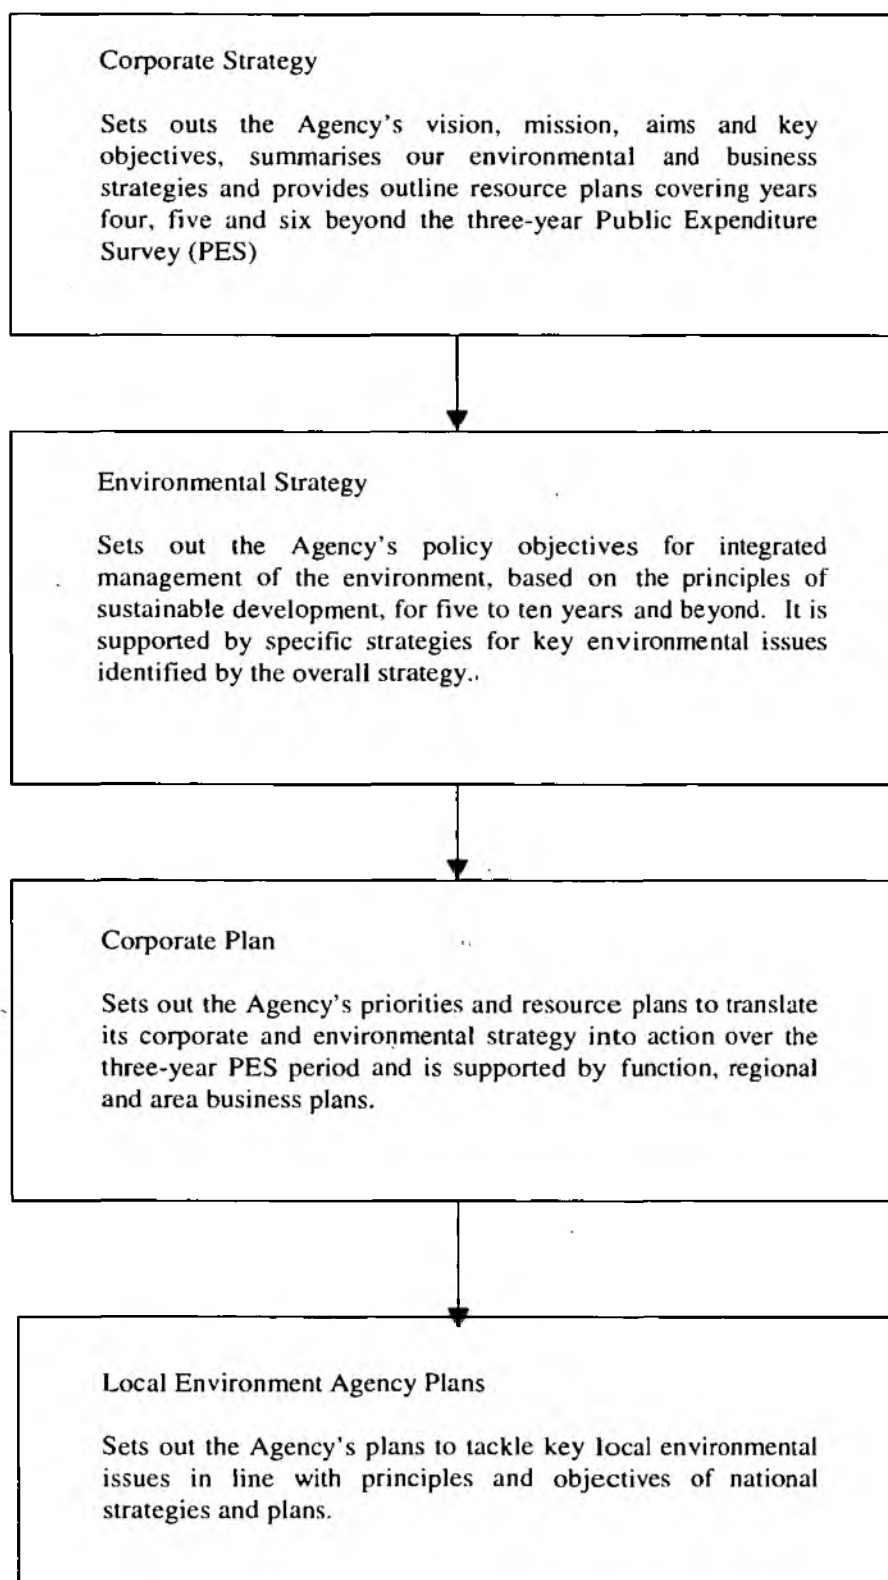 Corporate Strategy
Sets outs the Agency's vision, mission, aims and key
objectives, summarises our environmental and business
strategies and provides outline resource plans covering years
four, five and six beyond the three-year Public Expenditure
Survey (PES)
Environmental Strategy
Sets out the Agency's policy objectives for integrated
management of the environment, based on the principles of
sustainable development, for five to ten years and beyond. It is
supported by specific strategies for key environmental issues
identified by the overall strategy..
Corporate Plan
Sets out the Agency's priorities and resource plans to translate
its corporate and environmental strategy into action over the
three-year PES period and is supported by function, regional
and area business plans.
Local Environment Agency Plans
Sets out the Agency's plans to tackle key local environmental
issues in line with principles and objectives of national
strategies and plans.